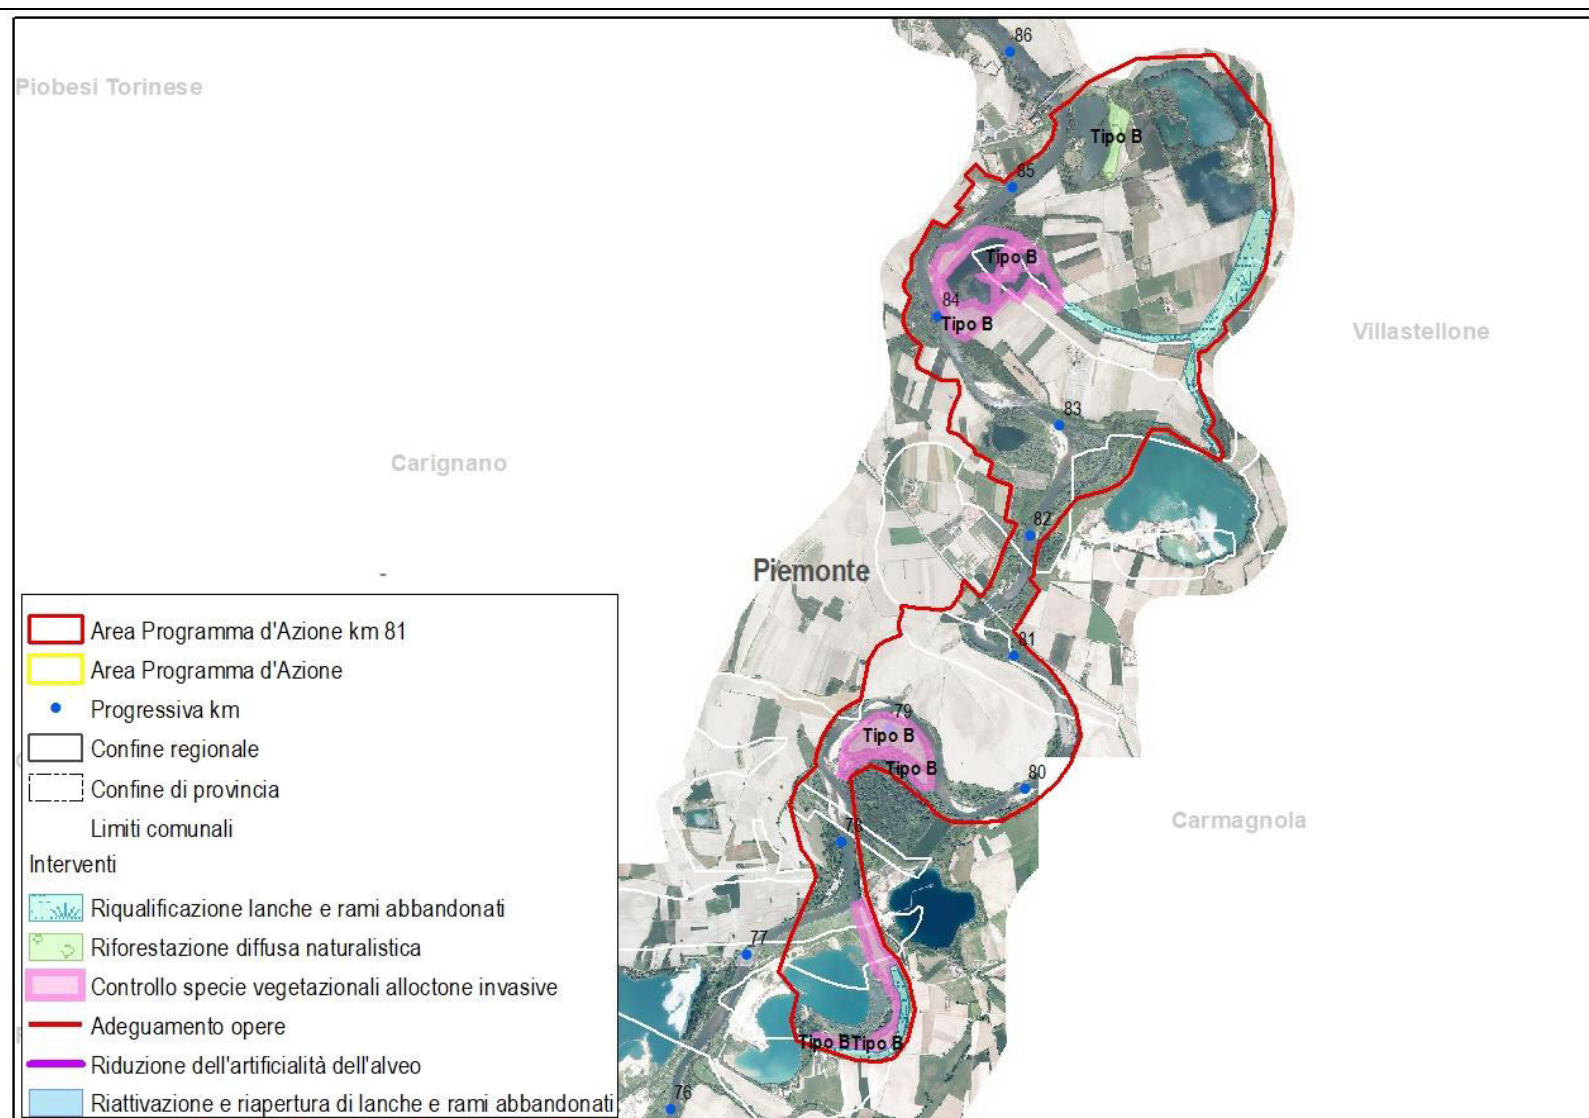 86
Piobesi Torinese
Tipo B
85
Tipo B
84
Tipo B
Villastellone
83
Carignano
82
Piemonte
-
81
79
Tipo B
Tipo B
80
Carmagnola
77
Tipo B Tipo B
76
Area Programma d'Azione km 81
Area Programma d'Azione
Progressiva km
Confine regionale
Confine di provincia
Limiti comunali
Interventi
Riqualificazione lanche e rami abbandonati
Riforestazione diffusa naturalistica
Controllo specie vegetazionali alloctone invasive
Adeguamento opere
Riduzione dell'artificialità dell'alveo
Riattivazione e riapertura di lanche e rami abbandonati